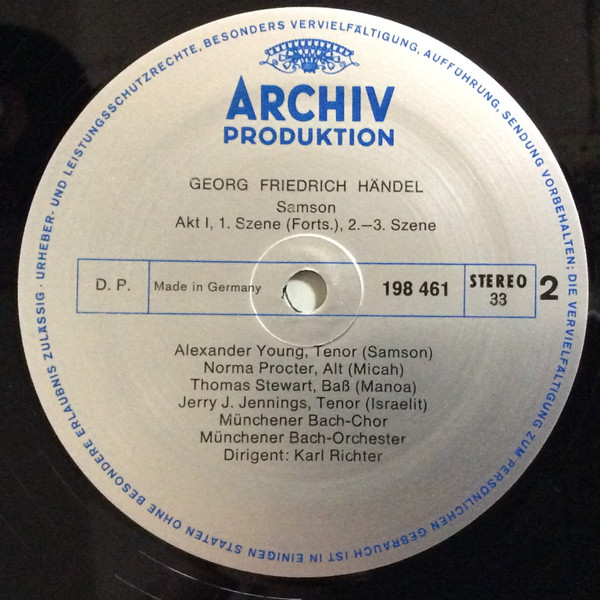 URHEBER- UND LEISTUNGSSCHUTZRECHTE, BESONDERS VERVIELFÄLTIGUNG, AUFFÜHRUNG, SENDUNG VORBEHALTEN; DIE VERVIELFÄLTIGUNG ZUM PERSÖNLICHEN GEBRAUCH IST IN EINIGEN STAATEN OHNE BESONDERE ERLAUBNIS ZULÄSSIG ·
ARCHIV
PRODUKTION
GEORG FRIEDRICH HÄNDEL
Samson
Akt I, 1. Szene (Forts.), 2.—3. Szene
D. P. Made in Germany 198 461 STEREO 2
33
Alexander Young, Tenor (Samson)
Norma Procter, Alt (Micah)
Thomas Stewart, Baß (Manoa)
Jerry J. Jennings, Tenor (Israelit)
Münchener Bach-Chor
Münchener Bach-Orchester
Dirigent: Karl Richter